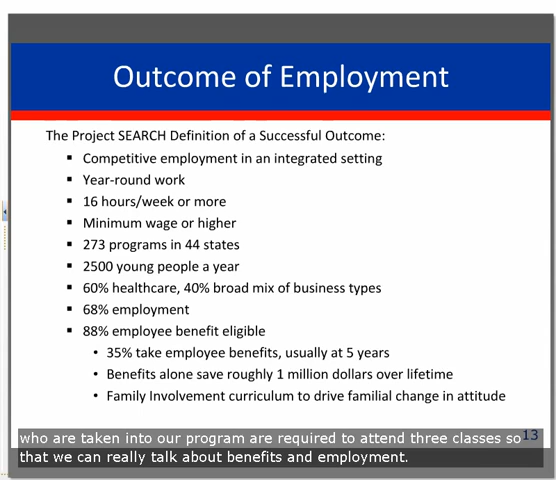 Outcome of Employment
The Project SEARCH Definition of a Successful Outcome:
▪ Competitive employment in an integrated setting
▪ Year-round work
▪ 16 hours/week or more
▪ Minimum wage or higher
▪ 273 programs in 44 states
▪ 2500 young people a year
▪ 60% healthcare, 40% broad mix of business types
▪ 68% employment
▪ 88% employee benefit eligible
• 35% take employee benefits, usually at 5 years
• Benefits alone save roughly 1 million dollars over lifetime
• Family Involvement curriculum to drive familial change in attitude
13
who are taken into our program are required to attend three classes so
that we can really talk about benefits and employment.